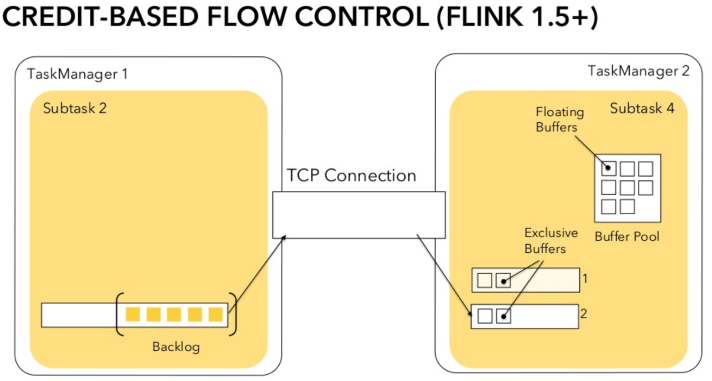 CREDIT-BASED FLOW CONTROL (FLINK 1.5+)
TaskManager 1
Subtask 2
TCP Connection
Backlog
TaskManager 2
Subtask 4
Floating
Buffers
Buffer Pool
Exclusive
Buffers
1
2